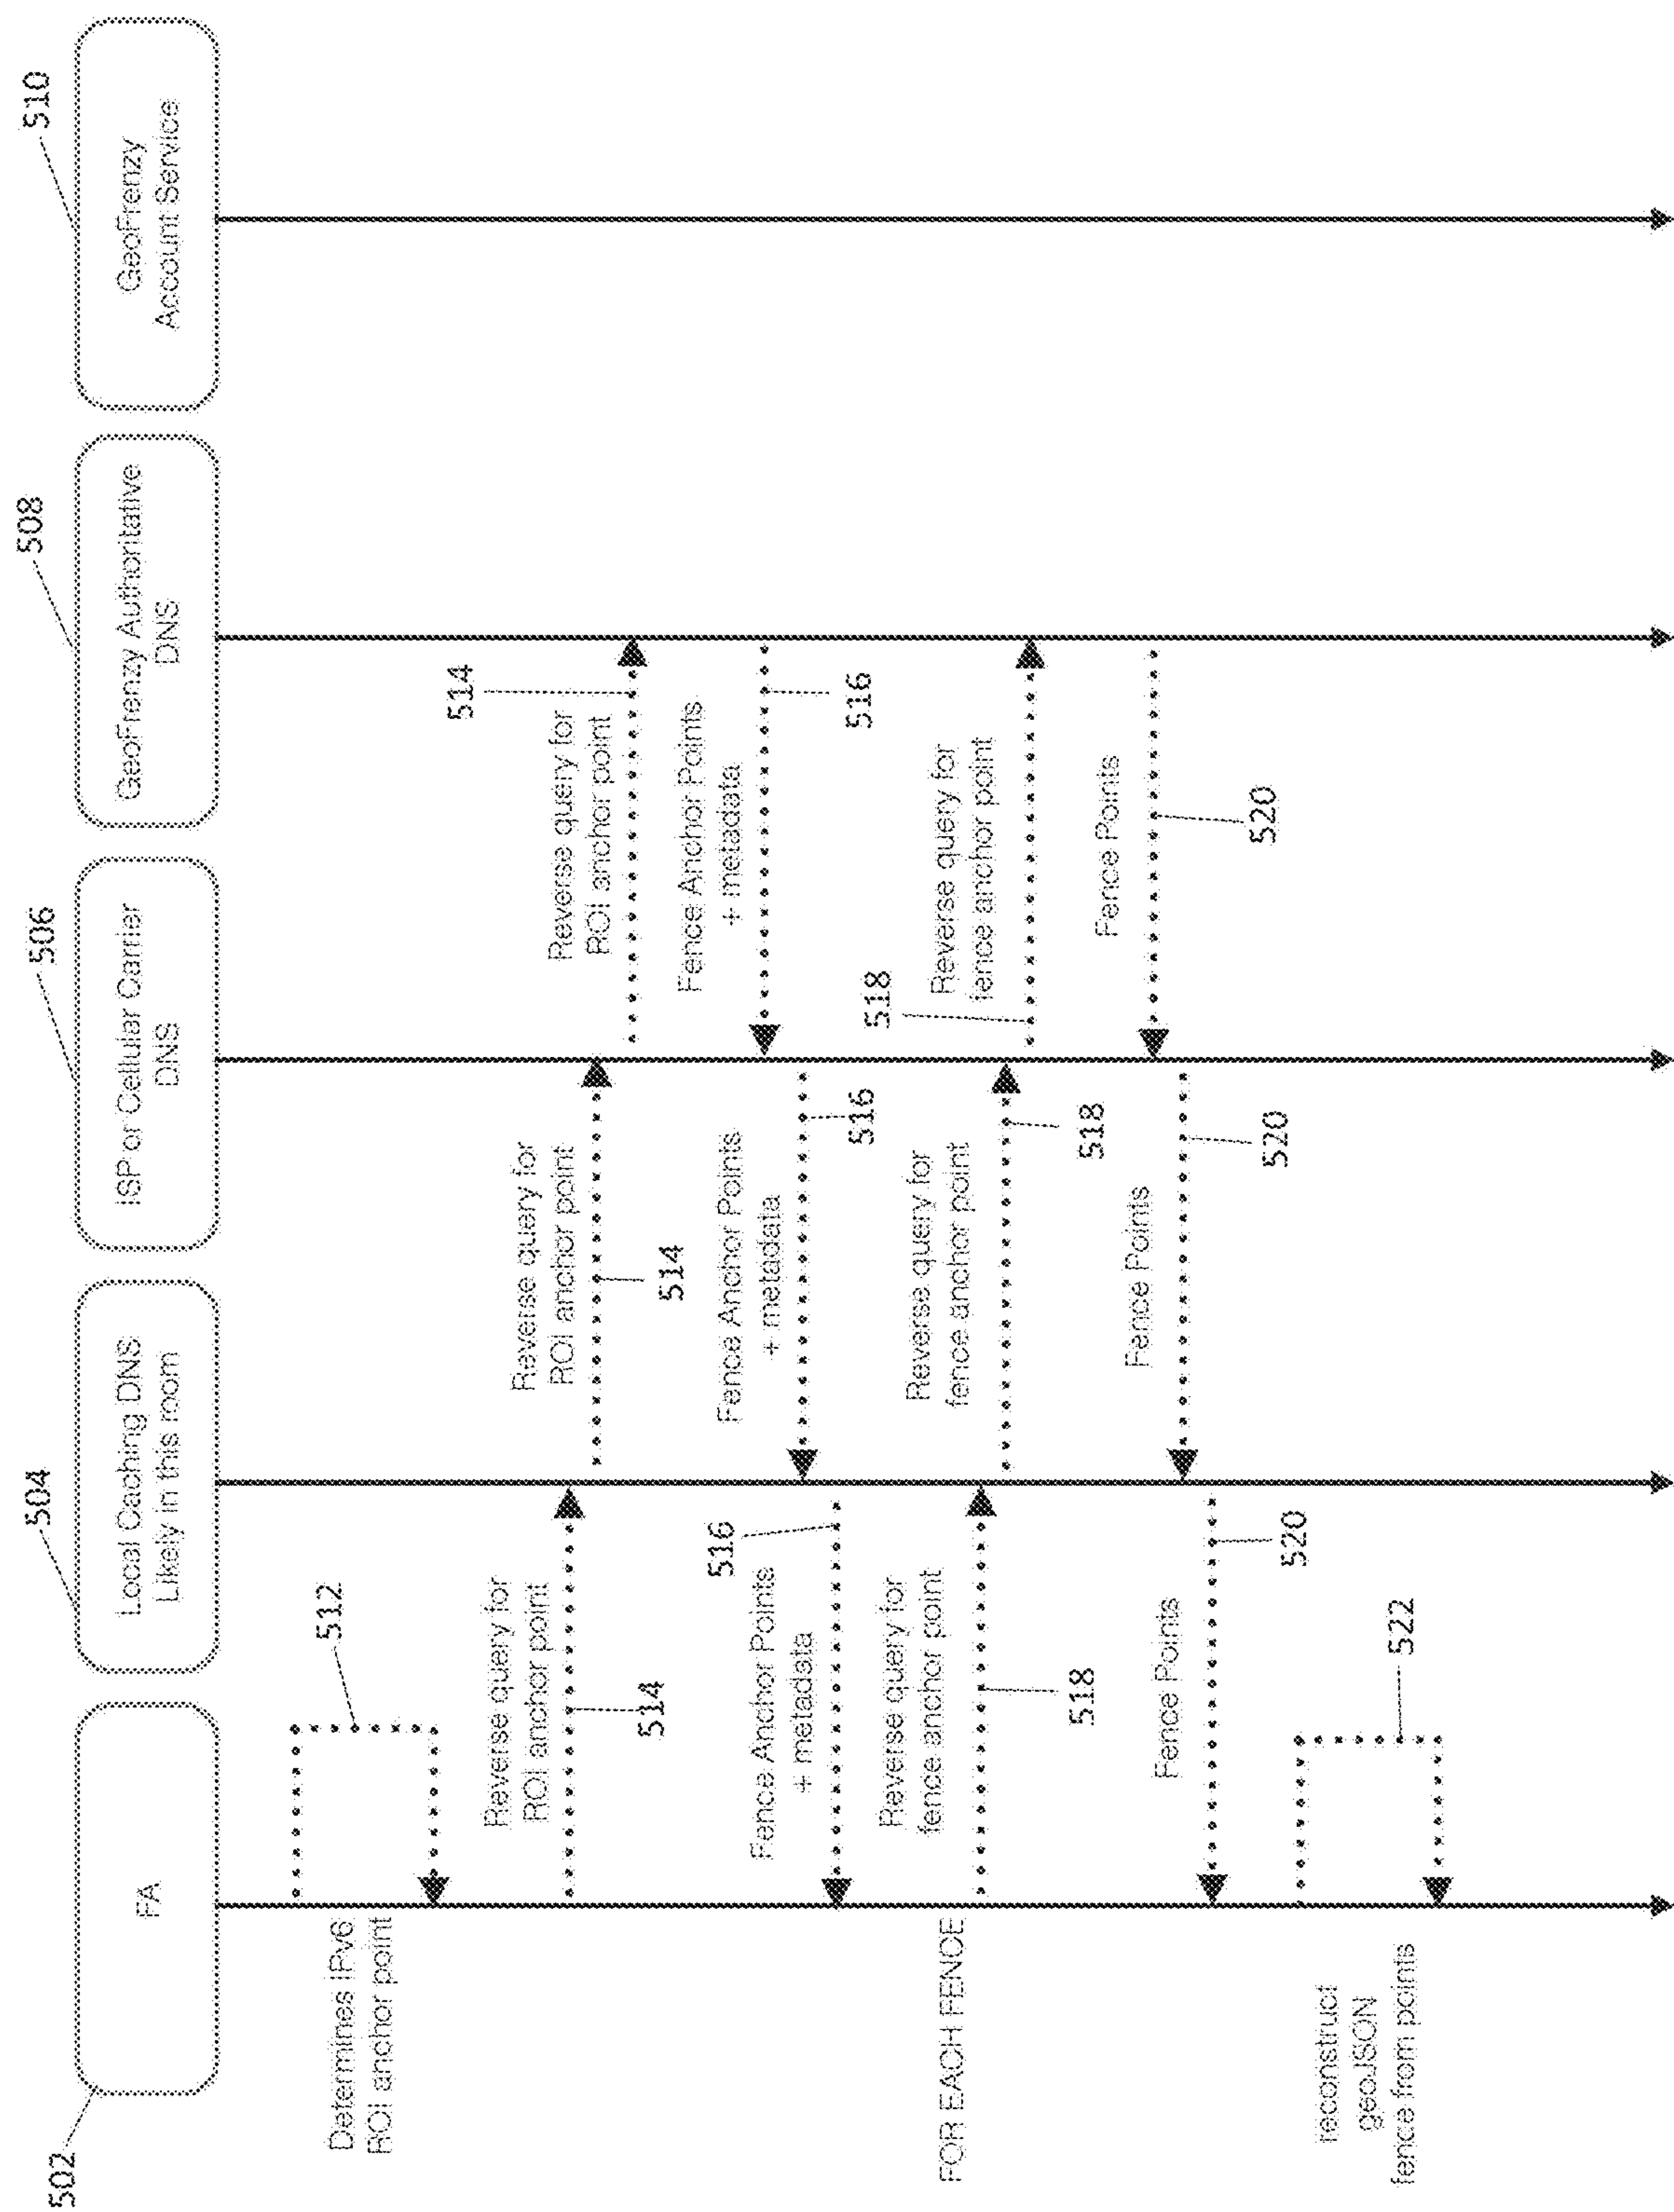 502
504
506
508
510
FA
Local Caching DNS
Likely in this room
ISP or Cellular Carrier
DNS
GeoFrenzy Authoritative
DNS
GeoFrenzy
Account Service
Determines IPv6
ROI anchor point
512
Reverse query for
ROI anchor point
514
Reverse query for
ROI anchor point
514
Reverse query for
ROI anchor point
514
Fence Anchor Points
+ metadata
516
Fence Anchor Points
+ metadata
516
Fence Anchor Points
+ metadata
516
FOR EACH FENCE
Reverse query for
fence anchor point
518
Reverse query for
fence anchor point
518
Reverse query for
fence anchor point
518
Fence Points
520
Fence Points
520
Fence Points
520
reconstruct
geoJSON
fence from points
522